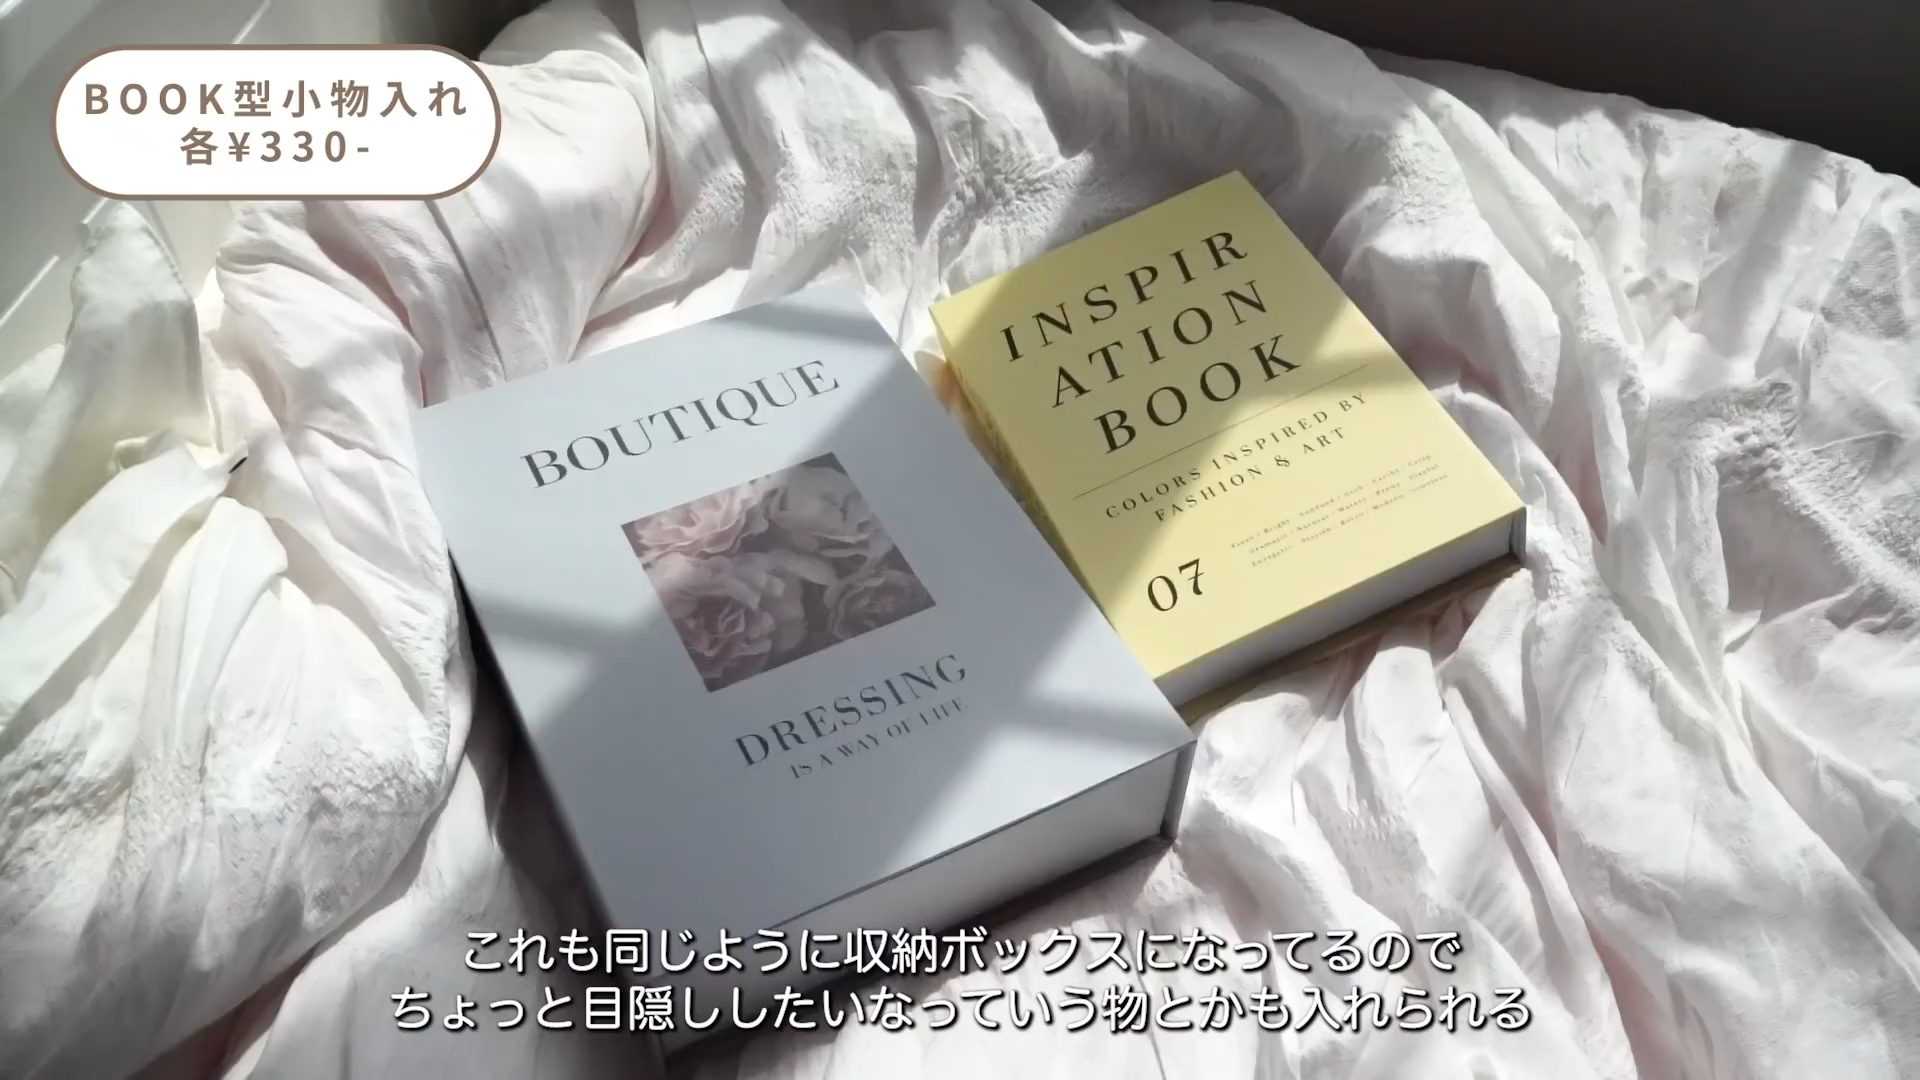 BOOK型小物入れ
各¥330-
BOUTIQUE
DRESSING
IS A WAY OF LIFE
INSPIR
ATION
BOOK
COLORS INSPIRED BY
FASHION & ART
07
これも同じように収納ボックスになってるので
ちょっと目隠ししたいなっていう物とかも入れられる